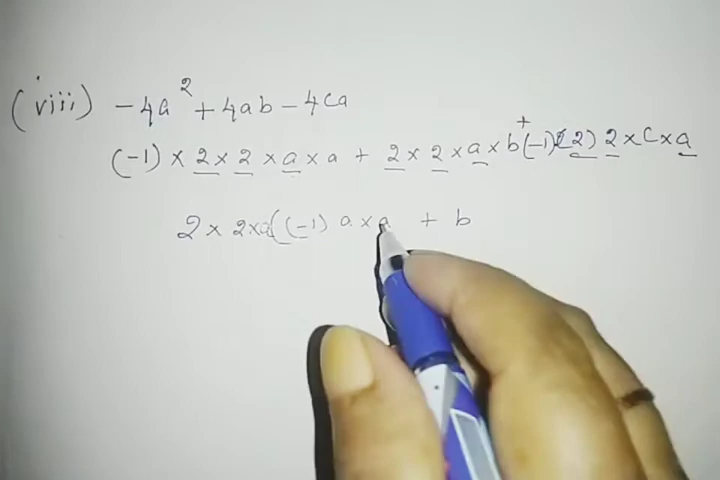 (viii) -4a² + 4ab - 4ca
(-1) × 2 × 2 × a × a + 2 × 2 × a × b + (-1) (2) 2 × c × a
2 × 2 × a ( (-1) a × a + b